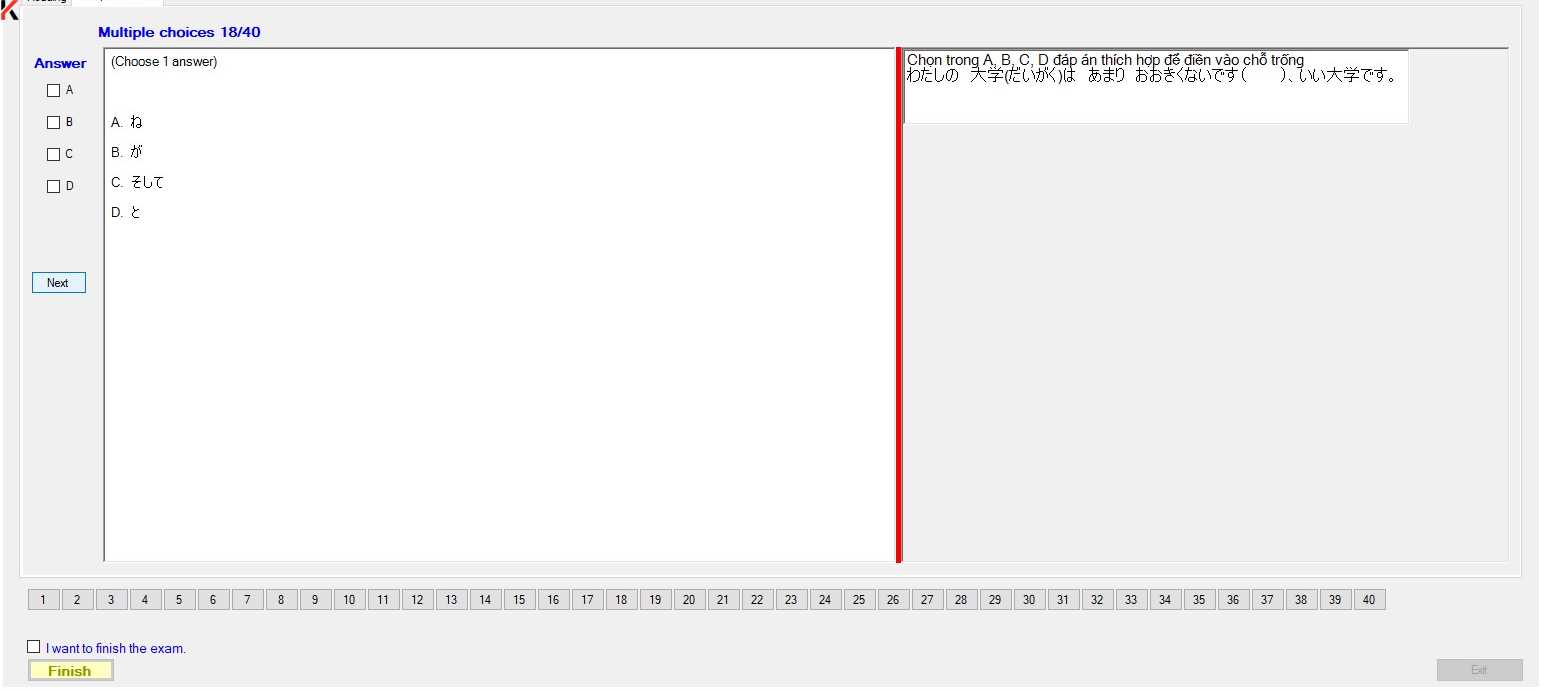 Multiple choices 18/40
Answer
A
B
C
D
Next
(Choose 1 answer)
A. ね
B. が
C. そして
D. と
Chọn trong A, B, C, D đáp án thích hợp để điền vào chỗ trống
わたしの　大学(だいがく)は　あまり　おおきくないです(　　)、いい大学です。
1 2 3 4 5 6 7 8 9 10 11 12 13 14 15 16 17 18 19 20 21 22 23 24 25 26 27 28 29 30 31 32 33 34 35 36 37 38 39 40
I want to finish the exam.
Finish
Exit